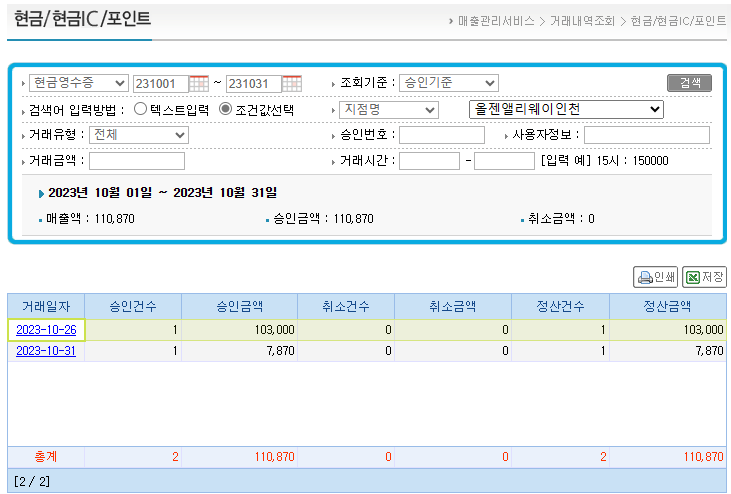 현금/현금IC/포인트
매출관리서비스 > 거래내역조회 > 현금/현금IC/포인트
현금영수증 231001 ~ 231031 조회기준 : 승인기준 검색
검색어 입력방법 : 텍스트입력 조건값선택 지점명 올젠앨리웨이인천
거래유형 : 전체 승인번호 : 사용자정보 :
거래금액 : 거래시간 : - [입력 예] 15시 : 150000
2023년 10월 01일 ~ 2023년 10월 31일
매출액 : 110,870 승인금액 : 110,870 취소금액 : 0
인쇄 저장
거래일자 승인건수 승인금액 취소건수 취소금액 정산건수 정산금액
2023-10-26 1 103,000 0 0 1 103,000
2023-10-31 1 7,870 0 0 1 7,870
총계 2 110,870 0 0 2 110,870
[2 / 2]